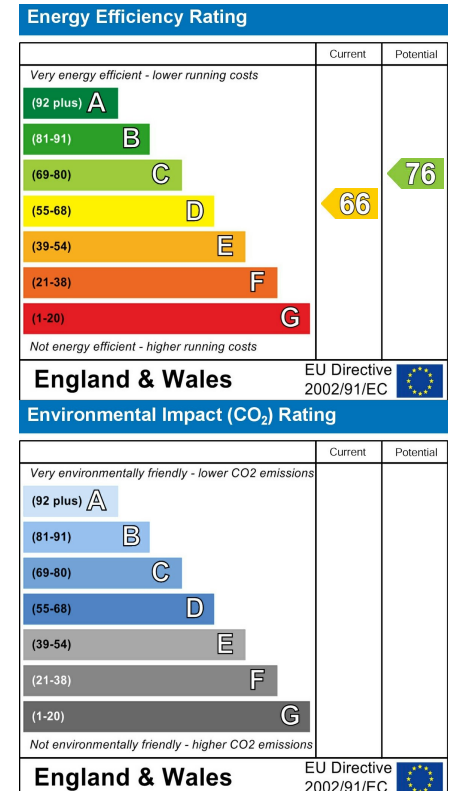 Energy Efficiency Rating
Current Potential
Very energy efficient - lower running costs
(92 plus) A
(81-91) B
(69-80) C
76
(55-68) D
66
(39-54) E
(21-38) F
(1-20) G
Not energy efficient - higher running costs
England & Wales
EU Directive
2002/91/EC
Environmental Impact (CO₂) Rating
Current Potential
Very environmentally friendly - lower CO2 emissions
(92 plus) A
(81-91) B
(69-80) C
(55-68) D
(39-54) E
(21-38) F
(1-20) G
Not environmentally friendly - higher CO2 emissions
England & Wales
EU Directive
2002/91/EC